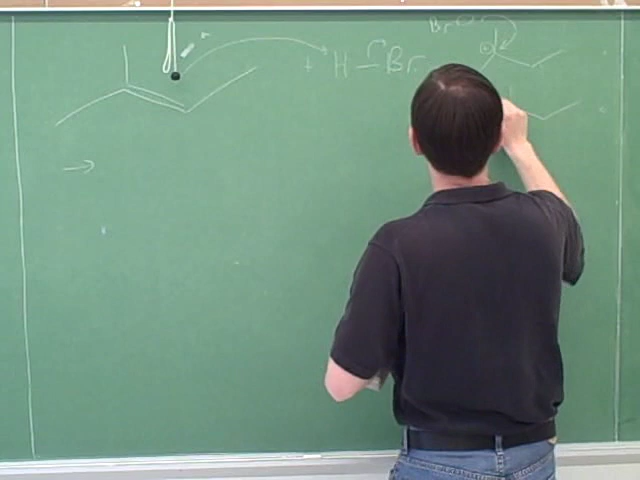 Br⊖
+ H — Br
⊕
→